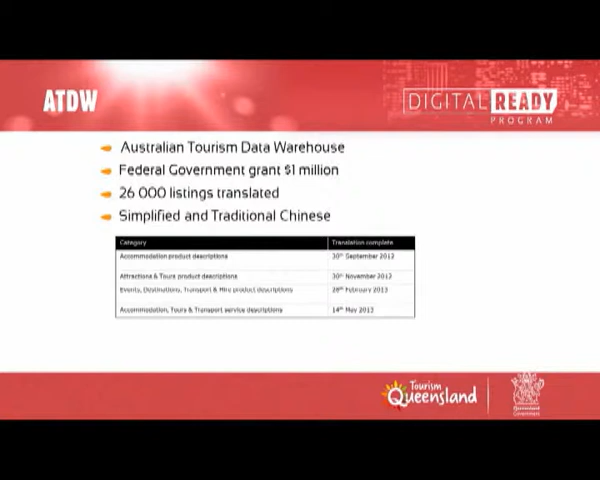 ATDW
DIGITAL READY
PROGRAM
Australian Tourism Data Warehouse
Federal Government grant $1 million
26 000 listings translated
Simplified and Traditional Chinese
Category Translation complete
Accommodation product descriptions 30th September 2012
Attractions & Tours product descriptions 30th November 2012
Events, Destinations, Transport & Hire product descriptions 28th February 2013
Accommodation, Tours & Transport service descriptions 14th May 2013
Tourism
Queensland
Queensland
Government